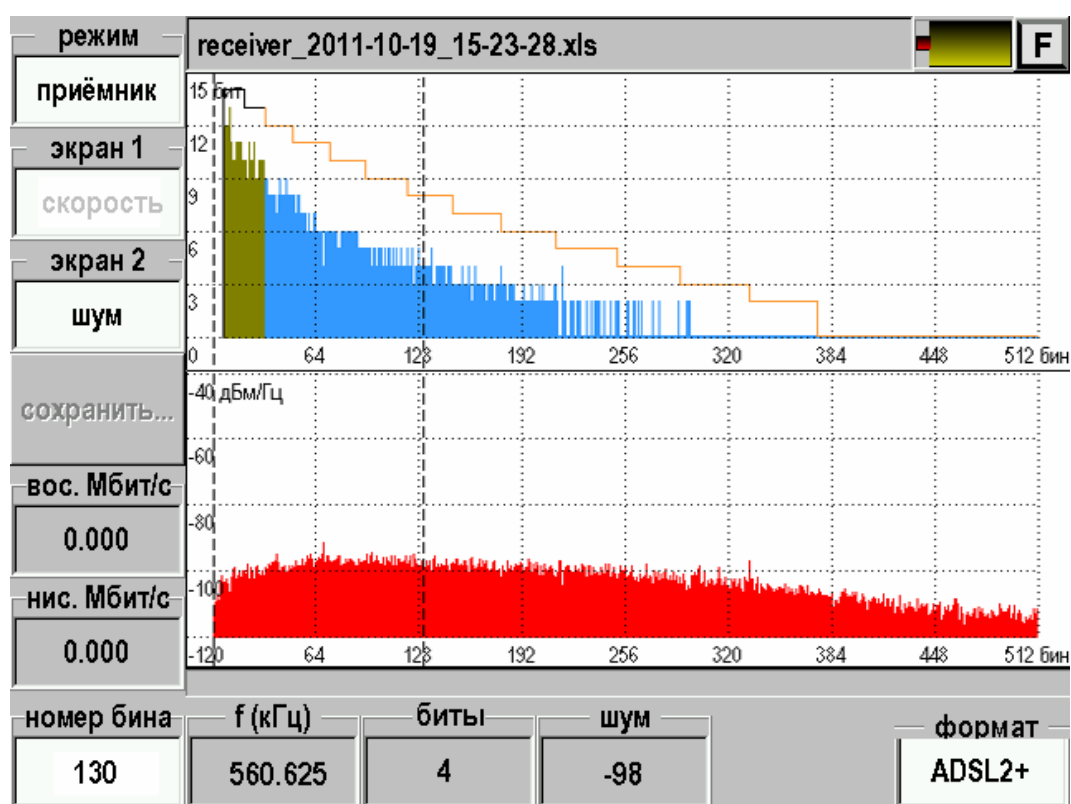 режим
receiver_2011-10-19_15-23-28.xls
F
приёмник
экран 1
скорость
экран 2
шум
сохранить...
вос. Мбит/с
0.000
нис. Мбит/с
0.000
15 бит
12
9
6
3
0 64 128 192 256 320 384 448 512 бин
-40 дБм/Гц
-60
-80
-100
-120 64 128 192 256 320 384 448 512 бин
номер бина f (кГц) биты шум формат
130 560.625 4 -98 ADSL2+